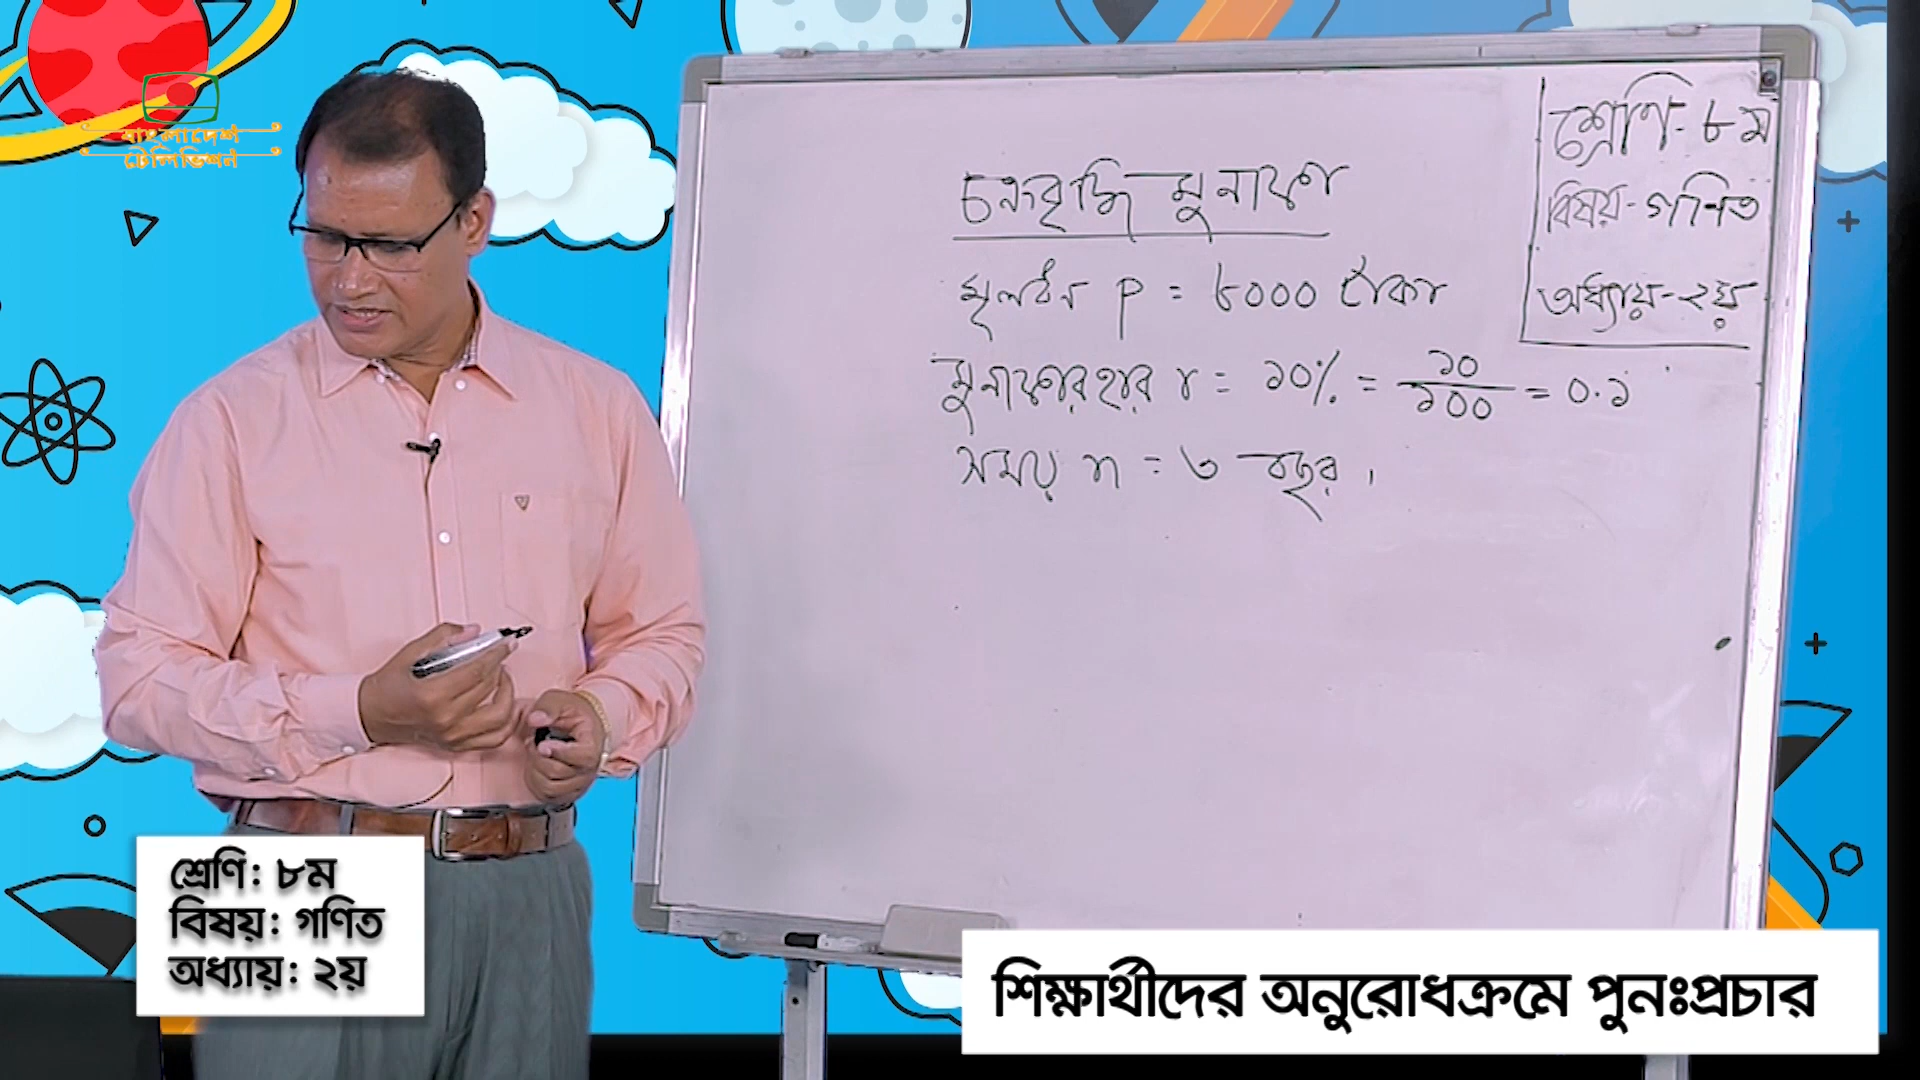 বাংলাদেশ
টেলিভিশন
শ্রেণি- ৮ম
বিষয়- গণিত
অধ্যায়- ২য়
চক্রবৃদ্ধি মুনাফা
মূলধন P = ৮০০০ টাকা
মুনাফার হার r = ১০% = ১০/১০০ = ০.১
সময় n = ৩ বছর ।
শ্রেণি: ৮ম
বিষয়: গণিত
অধ্যায়: ২য়
শিক্ষার্থীদের অনুরোধক্রমে পুনঃপ্রচার